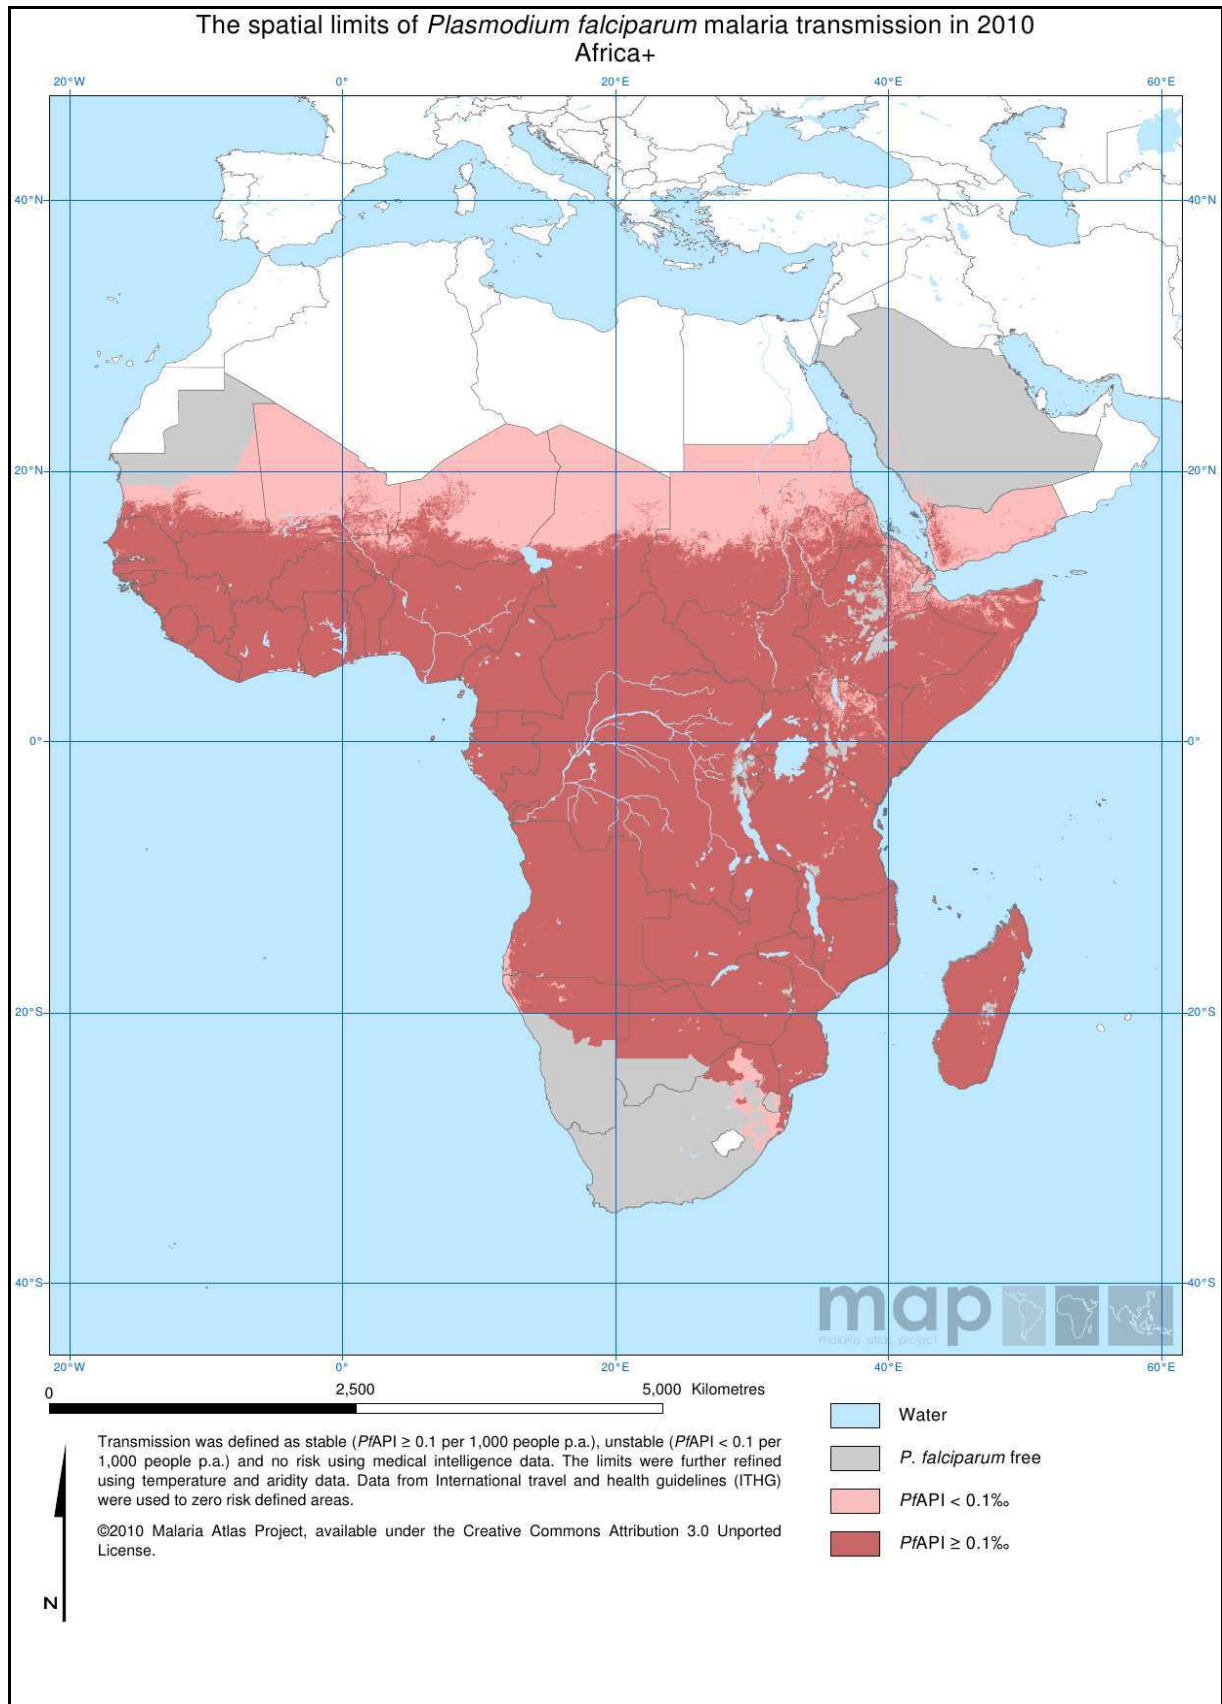 The spatial limits of Plasmodium falciparum malaria transmission in 2010
Africa+
20°W 0° 20°E 40°E 60°E
40°N 40°N
20°N 20°N
0° 0°
20°S 20°S
40°S 40°S
map
malaria atlas project
20°W 0° 20°E 40°E 60°E
0 2,500 5,000 Kilometres
Transmission was defined as stable (PfAPI ≥ 0.1 per 1,000 people p.a.), unstable (PfAPI < 0.1 per
1,000 people p.a.) and no risk using medical intelligence data. The limits were further refined
using temperature and aridity data. Data from International travel and health guidelines (ITHG)
were used to zero risk defined areas.
©2010 Malaria Atlas Project, available under the Creative Commons Attribution 3.0 Unported
License.
N
Water
P. falciparum free
PfAPI < 0.1‰
PfAPI ≥ 0.1‰